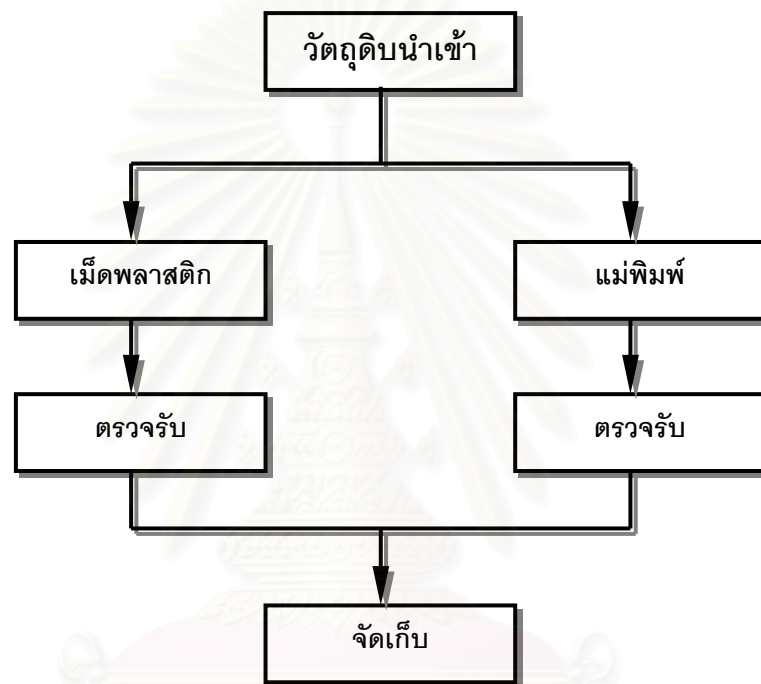 วัตถุดิบนำเข้า
เม็ดพลาสติก
แม่พิมพ์
ตรวจรับ
ตรวจรับ
จัดเก็บ